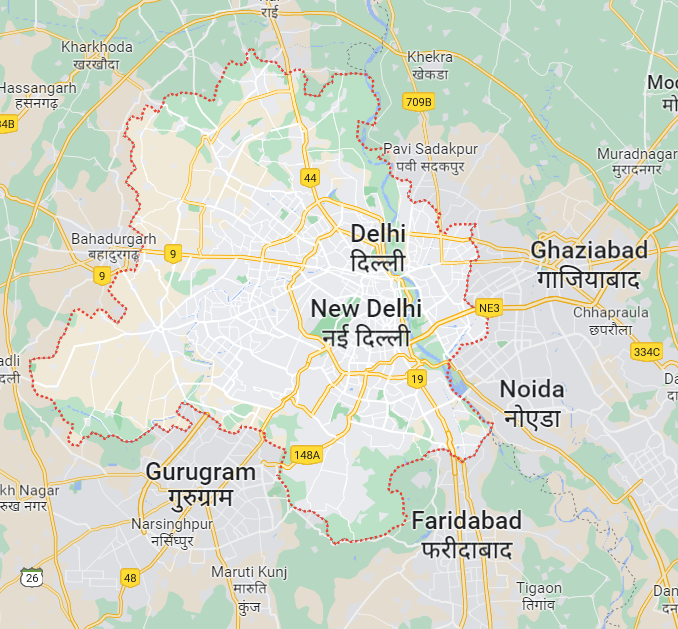 राई
Kharkhoda
खरखौदा
Khekra
खेकडा
Hassangarh
हसनगढ़
709B
Pavi Sadakpur
पवी सदकपुर
Muradnagar
मुरादनगर
44
Delhi
दिल्ली
Bahadurgarh
बहादुरगढ़
9
9
Ghaziabad
गाजियाबाद
New Delhi
नई दिल्ली
NE3
Chhapraula
छपरौला
334C
19
Noida
नोएडा
148A
Gurugram
गुरुग्राम
Narsinghpur
नरसिंघपुर
Faridabad
फरीदाबाद
26
48
Maruti Kunj
मारुति
कुंज
Tigaon
तिगांव